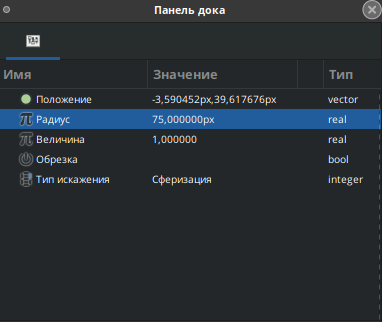 Панель дока
Имя Значение Тип
Положение -3,590452px,39,617676px vector
Радиус 75,000000px real
Величина 1,000000 real
Обрезка bool
Тип искажения Сферизация integer